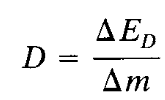 D = ΔE_D / Δm